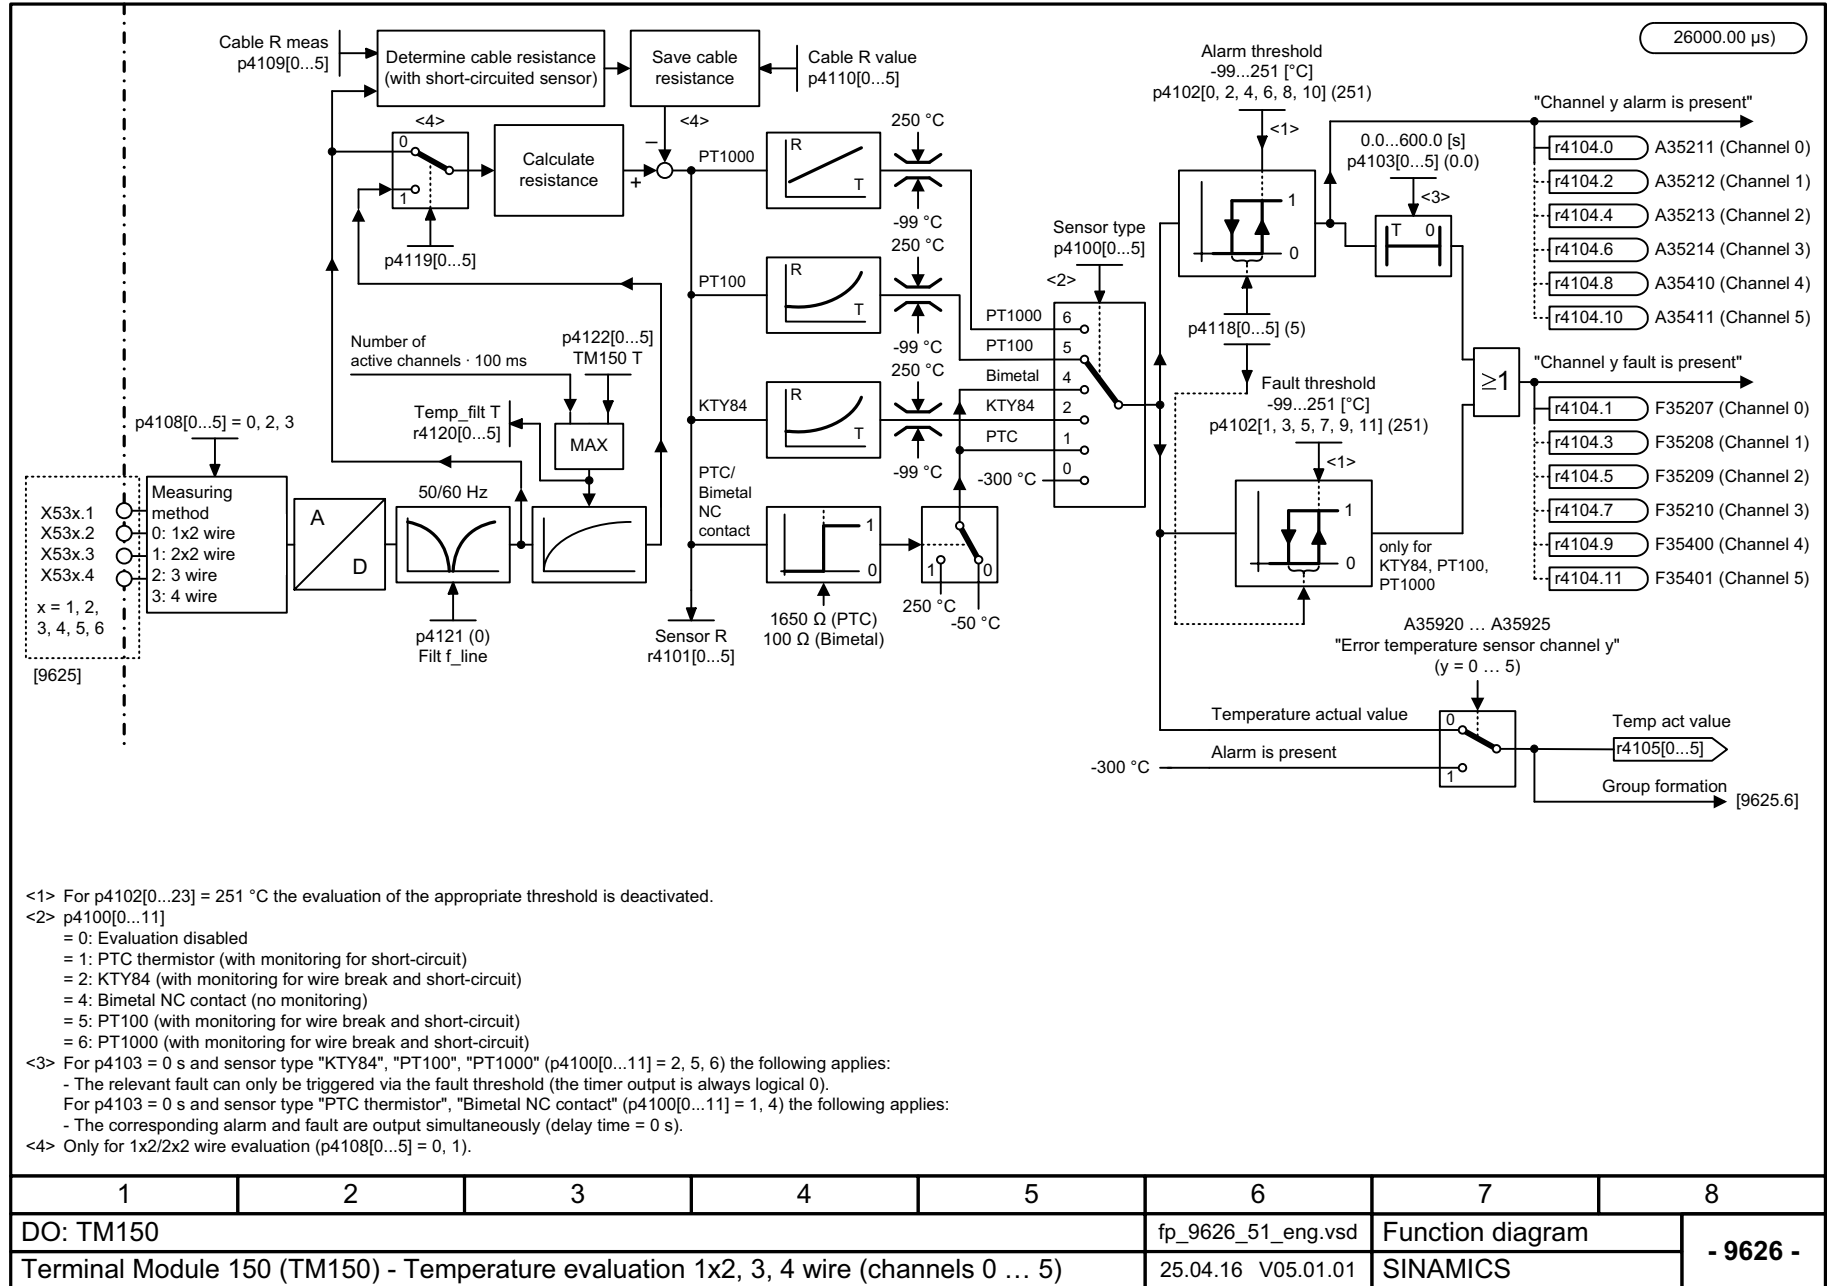 26000.00 µs)
Cable R meas
p4109[0...5]
Determine cable resistance
(with short-circuited sensor)
Save cable
resistance
Cable R value
p4110[0...5]
<4>
<4>
0
1
Calculate
resistance
–
+
p4119[0...5]
PT1000
R
T
250 °C
-99 °C
PT100
R
T
250 °C
-99 °C
KTY84
R
T
250 °C
-99 °C
PTC/
Bimetal
NC
contact
1
0
1650 Ω (PTC)
100 Ω (Bimetal)
1
0
250 °C
-50 °C
Number of
active channels · 100 ms
p4122[0...5]
TM150 T
Temp_filt T
r4120[0...5]
MAX
p4108[0...5] = 0, 2, 3
X53x.1
X53x.2
X53x.3
X53x.4
x = 1, 2,
3, 4, 5, 6
[9625]
Measuring
method
0: 1x2 wire
1: 2x2 wire
2: 3 wire
3: 4 wire
A
D
50/60 Hz
p4121 (0)
Filt f_line
Sensor R
r4101[0...5]
Sensor type
p4100[0...5]
<2>
PT1000
6
PT100
5
Bimetal
4
KTY84
2
PTC
1
-300 °C
0
Alarm threshold
-99...251 [°C]
p4102[0, 2, 4, 6, 8, 10] (251)
<1>
1
0
p4118[0...5] (5)
0.0...600.0 [s]
p4103[0...5] (0.0)
<3>
T
0
Fault threshold
-99...251 [°C]
p4102[1, 3, 5, 7, 9, 11] (251)
<1>
1
0
only for
KTY84, PT100,
PT1000
≥1
"Channel y alarm is present"
r4104.0 A35211 (Channel 0)
r4104.2 A35212 (Channel 1)
r4104.4 A35213 (Channel 2)
r4104.6 A35214 (Channel 3)
r4104.8 A35410 (Channel 4)
r4104.10 A35411 (Channel 5)
"Channel y fault is present"
r4104.1 F35207 (Channel 0)
r4104.3 F35208 (Channel 1)
r4104.5 F35209 (Channel 2)
r4104.7 F35210 (Channel 3)
r4104.9 F35400 (Channel 4)
r4104.11 F35401 (Channel 5)
A35920 … A35925
"Error temperature sensor channel y"
(y = 0 … 5)
Temperature actual value
0
-300 °C
Alarm is present
1
Temp act value
r4105[0...5]
Group formation
[9625.6]
<1> For p4102[0...23] = 251 °C the evaluation of the appropriate threshold is deactivated.
<2> p4100[0...11]
= 0: Evaluation disabled
= 1: PTC thermistor (with monitoring for short-circuit)
= 2: KTY84 (with monitoring for wire break and short-circuit)
= 4: Bimetal NC contact (no monitoring)
= 5: PT100 (with monitoring for wire break and short-circuit)
= 6: PT1000 (with monitoring for wire break and short-circuit)
<3> For p4103 = 0 s and sensor type "KTY84", "PT100", "PT1000" (p4100[0...11] = 2, 5, 6) the following applies:
- The relevant fault can only be triggered via the fault threshold (the timer output is always logical 0).
For p4103 = 0 s and sensor type "PTC thermistor", "Bimetal NC contact" (p4100[0...11] = 1, 4) the following applies:
- The corresponding alarm and fault are output simultaneously (delay time = 0 s).
<4> Only for 1x2/2x2 wire evaluation (p4108[0...5] = 0, 1).
1 2 3 4 5 6 7 8
DO: TM150
fp_9626_51_eng.vsd
Function diagram
- 9626 -
Terminal Module 150 (TM150) - Temperature evaluation 1x2, 3, 4 wire (channels 0 … 5)
25.04.16 V05.01.01
SINAMICS